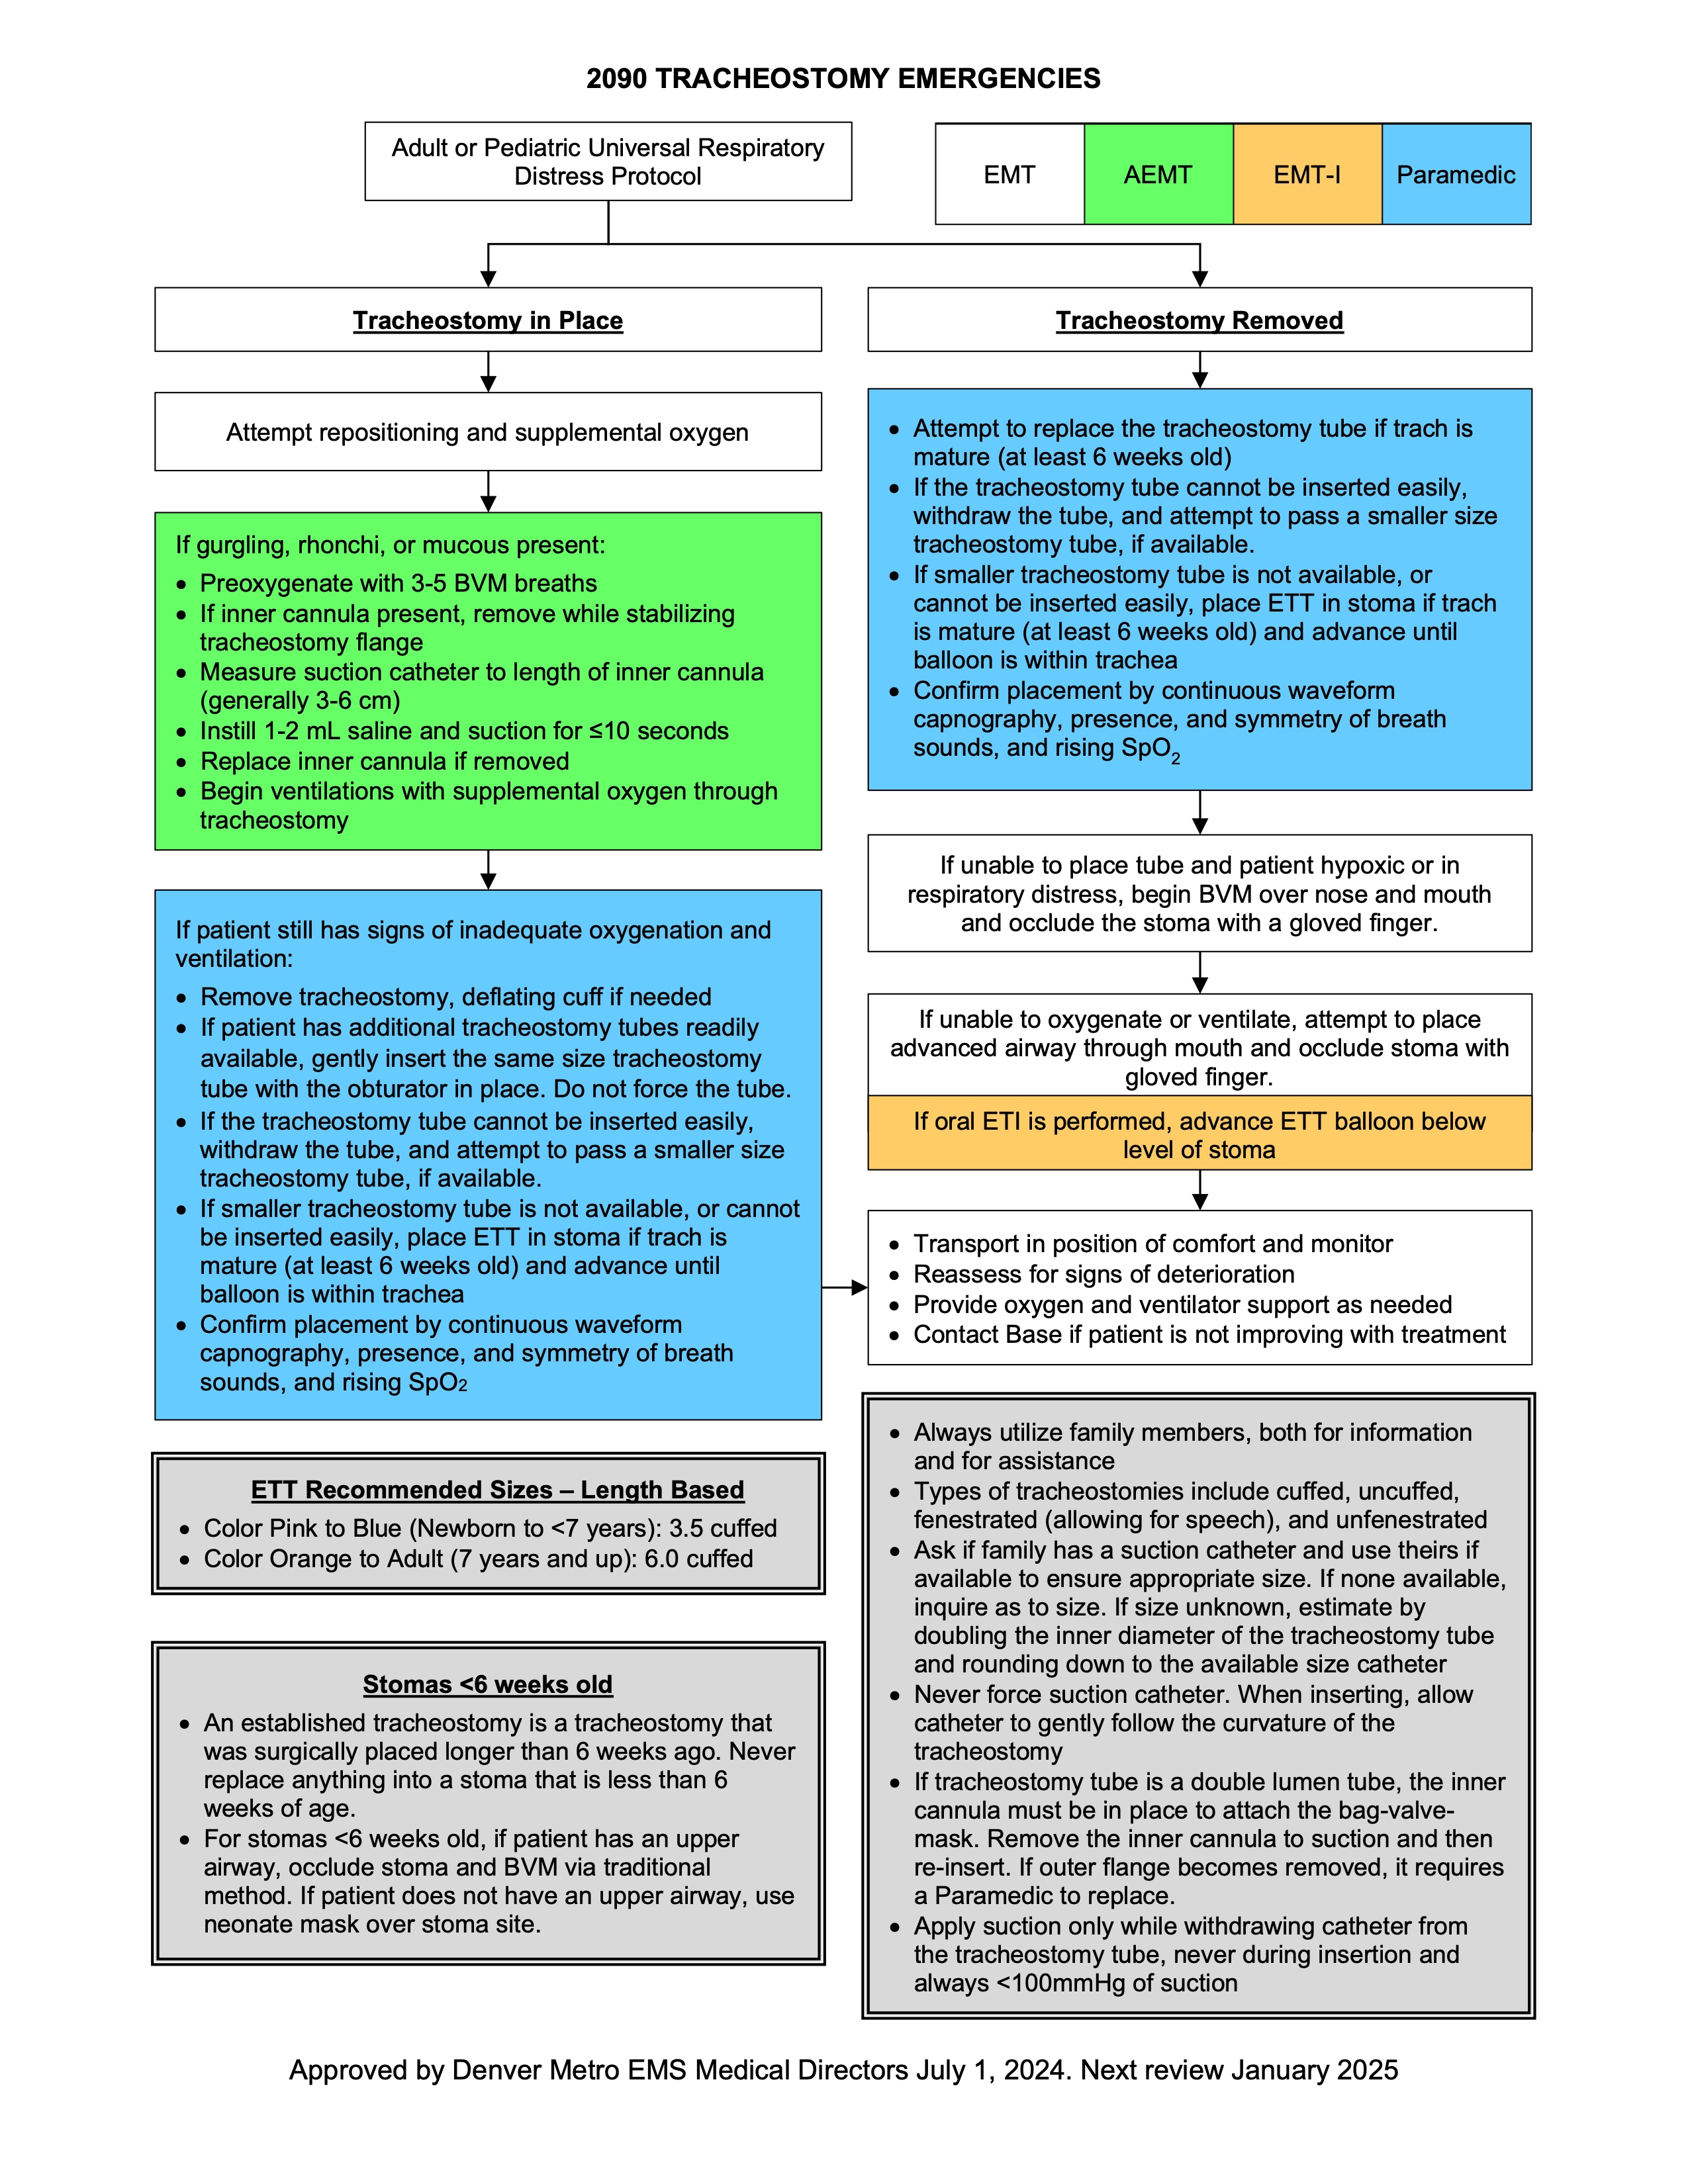 2090 TRACHEOSTOMY EMERGENCIES
Adult or Pediatric Universal Respiratory
Distress Protocol
EMT
AEMT
EMT-I
Paramedic
Tracheostomy in Place
Attempt repositioning and supplemental oxygen
If gurgling, rhonchi, or mucous present:
• Preoxygenate with 3-5 BVM breaths
• If inner cannula present, remove while stabilizing
tracheostomy flange
• Measure suction catheter to length of inner cannula
(generally 3-6 cm)
• Instill 1-2 mL saline and suction for ≤10 seconds
• Replace inner cannula if removed
• Begin ventilations with supplemental oxygen through
tracheostomy
If patient still has signs of inadequate oxygenation and
ventilation:
• Remove tracheostomy, deflating cuff if needed
• If patient has additional tracheostomy tubes readily
available, gently insert the same size tracheostomy
tube with the obturator in place. Do not force the tube.
• If the tracheostomy tube cannot be inserted easily,
withdraw the tube, and attempt to pass a smaller size
tracheostomy tube, if available.
• If smaller tracheostomy tube is not available, or cannot
be inserted easily, place ETT in stoma if trach is
mature (at least 6 weeks old) and advance until
balloon is within trachea
• Confirm placement by continuous waveform
capnography, presence, and symmetry of breath
sounds, and rising SpO2
Tracheostomy Removed
• Attempt to replace the tracheostomy tube if trach is
mature (at least 6 weeks old)
• If the tracheostomy tube cannot be inserted easily,
withdraw the tube, and attempt to pass a smaller size
tracheostomy tube, if available.
• If smaller tracheostomy tube is not available, or
cannot be inserted easily, place ETT in stoma if trach
is mature (at least 6 weeks old) and advance until
balloon is within trachea
• Confirm placement by continuous waveform
capnography, presence, and symmetry of breath
sounds, and rising SpO2
If unable to place tube and patient hypoxic or in
respiratory distress, begin BVM over nose and mouth
and occlude the stoma with a gloved finger.
If unable to oxygenate or ventilate, attempt to place
advanced airway through mouth and occlude stoma with
gloved finger.
If oral ETI is performed, advance ETT balloon below
level of stoma
• Transport in position of comfort and monitor
• Reassess for signs of deterioration
• Provide oxygen and ventilator support as needed
• Contact Base if patient is not improving with treatment
ETT Recommended Sizes – Length Based
• Color Pink to Blue (Newborn to <7 years): 3.5 cuffed
• Color Orange to Adult (7 years and up): 6.0 cuffed
Stomas <6 weeks old
• An established tracheostomy is a tracheostomy that
was surgically placed longer than 6 weeks ago. Never
replace anything into a stoma that is less than 6
weeks of age.
• For stomas <6 weeks old, if patient has an upper
airway, occlude stoma and BVM via traditional
method. If patient does not have an upper airway, use
neonate mask over stoma site.
• Always utilize family members, both for information
and for assistance
• Types of tracheostomies include cuffed, uncuffed,
fenestrated (allowing for speech), and unfenestrated
• Ask if family has a suction catheter and use theirs if
available to ensure appropriate size. If none available,
inquire as to size. If size unknown, estimate by
doubling the inner diameter of the tracheostomy tube
and rounding down to the available size catheter
• Never force suction catheter. When inserting, allow
catheter to gently follow the curvature of the
tracheostomy
• If tracheostomy tube is a double lumen tube, the inner
cannula must be in place to attach the bag-valve-
mask. Remove the inner cannula to suction and then
re-insert. If outer flange becomes removed, it requires
a Paramedic to replace.
• Apply suction only while withdrawing catheter from
the tracheostomy tube, never during insertion and
always <100mmHg of suction
Approved by Denver Metro EMS Medical Directors July 1, 2024. Next review January 2025